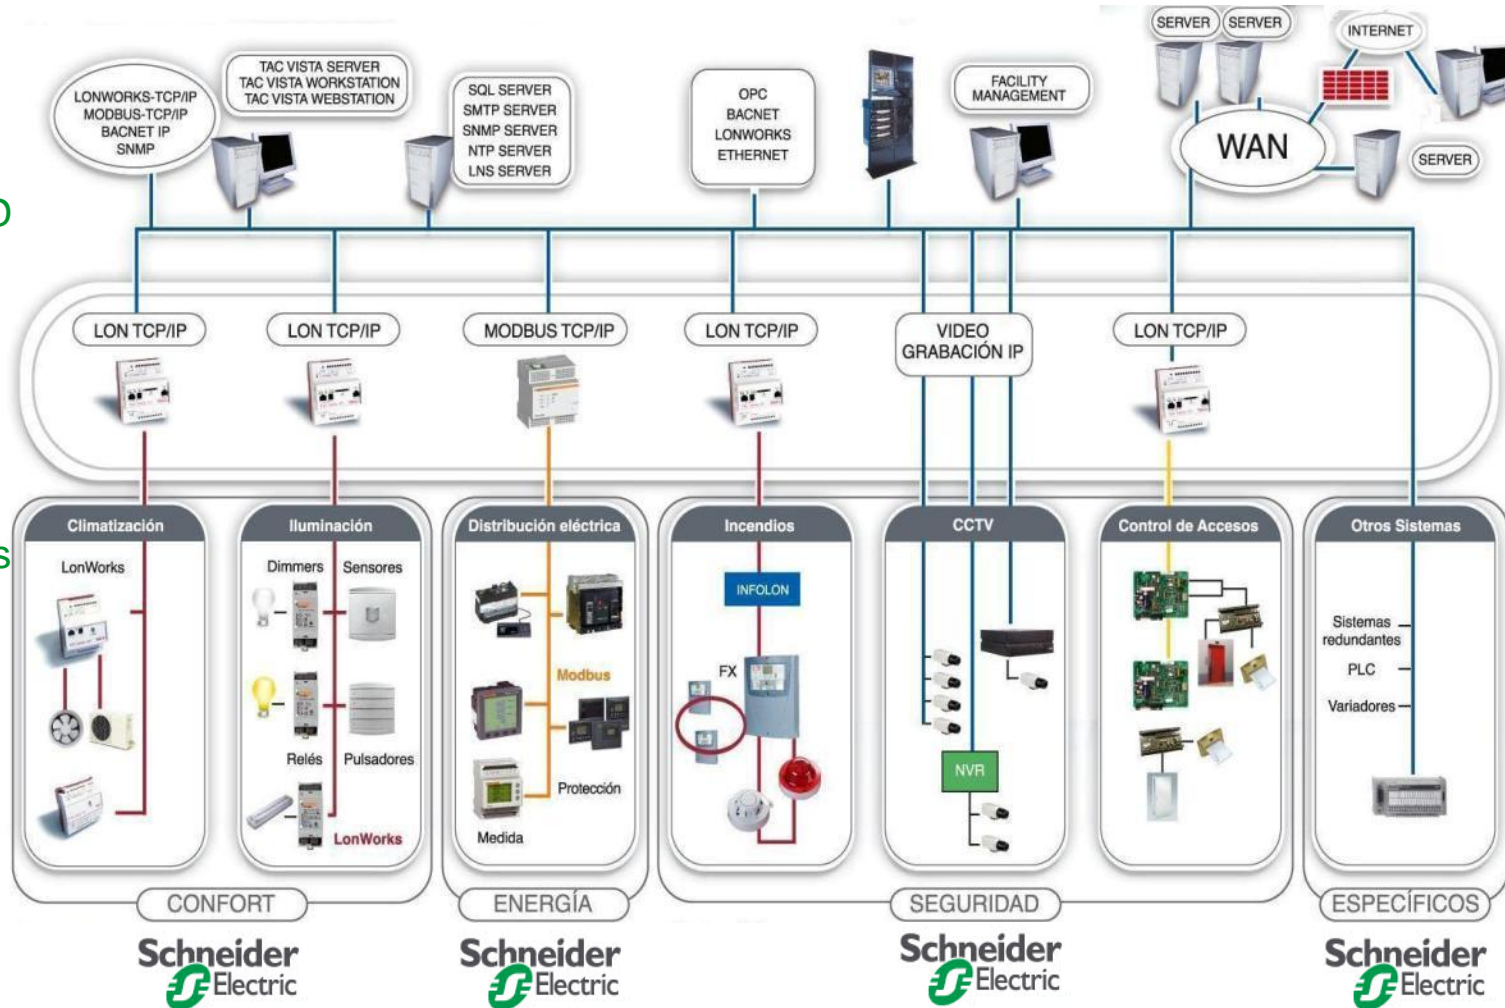 SERVER
SERVER
INTERNET
TAC VISTA SERVER
TAC VISTA WORKSTATION
TAC VISTA WEBSTATION
LONWORKS-TCP/IP
MODBUS-TCP/IP
BACNET IP
SNMP
SQL SERVER
SMTP SERVER
SNMP SERVER
NTP SERVER
LNS SERVER
OPC
BACNET
LONWORKS
ETHERNET
FACILITY
MANAGEMENT
WAN
SERVER
o
LON TCP/IP
LON TCP/IP
MODBUS TCP/IP
LON TCP/IP
VIDEO
GRABACIÓN IP
LON TCP/IP
s
Climatización
Iluminación
Distribución eléctrica
Incendios
CCTV
Control de Accesos
Otros Sistemas
LonWorks
Dimmers
Sensores
Relés
Pulsadores
LonWorks
Modbus
Protección
Medida
INFOLON
FX
NVR
Sistemas
redundantes
PLC
Variadores
CONFORT
ENERGÍA
SEGURIDAD
ESPECÍFICOS
Schneider
Electric
Schneider
Electric
Schneider
Electric
Schneider
Electric